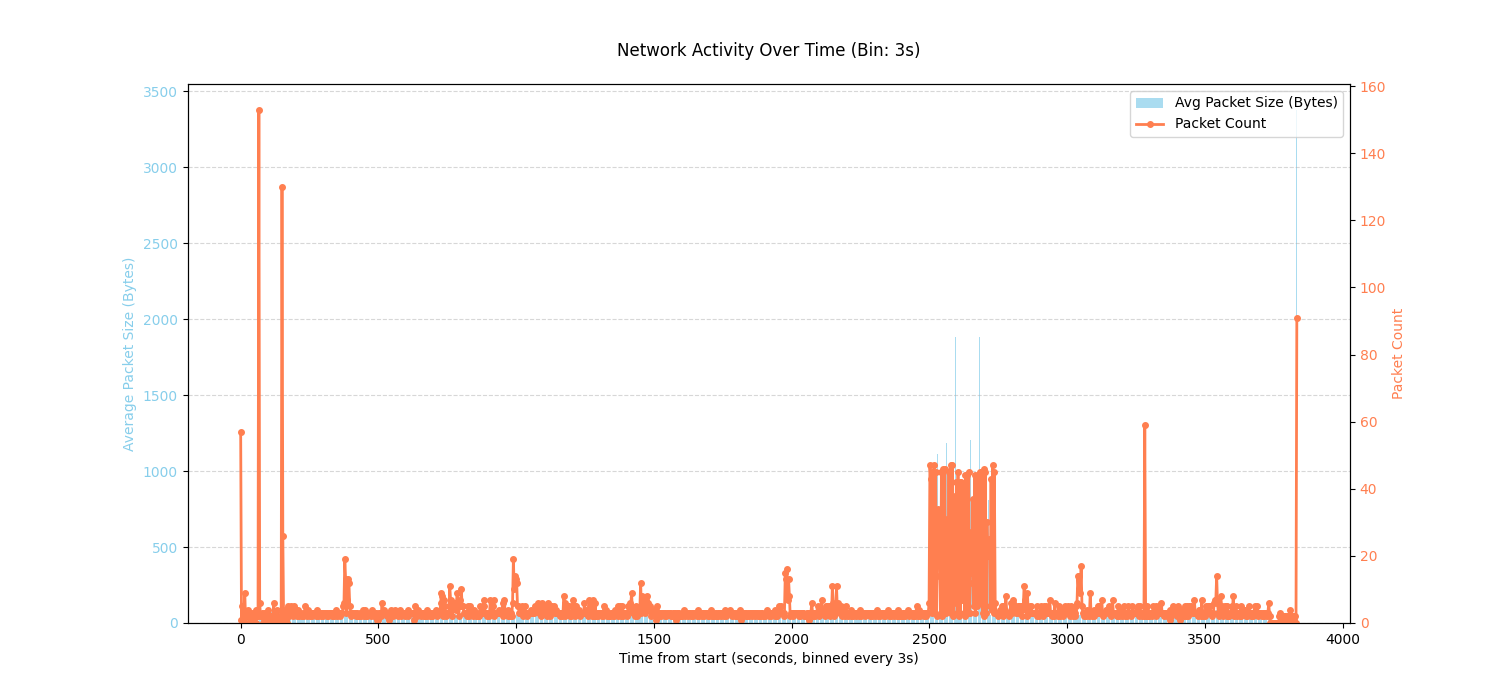 Network Activity Over Time (Bin: 3s)
Avg Packet Size (Bytes)
Packet Count
Average Packet Size (Bytes)
3500
3000
2500
2000
1500
1000
500
0
160
140
120
100
80
60
40
20
0
Packet Count
0 500 1000 1500 2000 2500 3000 3500 4000
Time from start (seconds, binned every 3s)